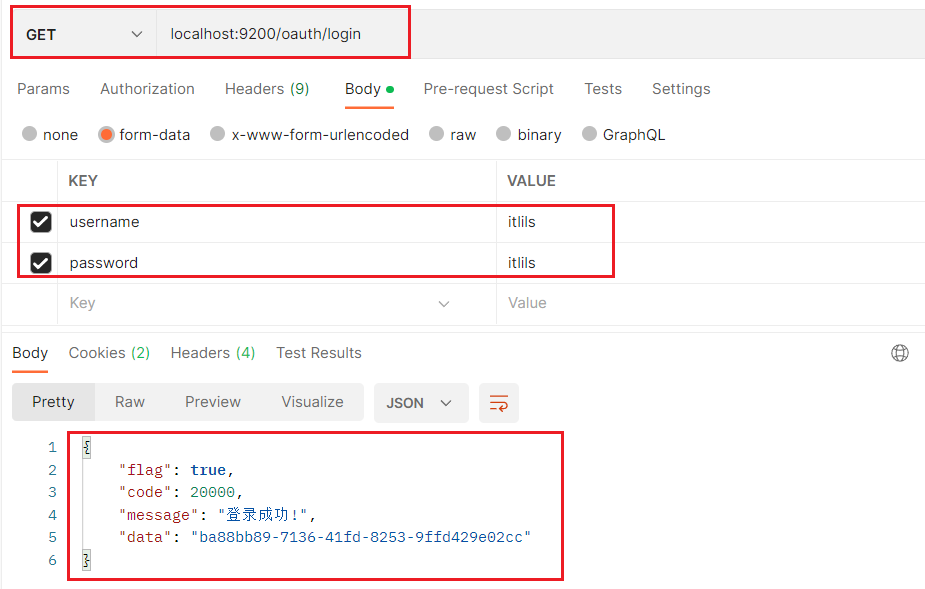 GET localhost:9200/oauth/login
Params Authorization Headers (9) Body Pre-request Script Tests Settings
none form-data x-www-form-urlencoded raw binary GraphQL
KEY VALUE
username itlils
password itlils
Key Value
Body Cookies (2) Headers (4) Test Results
Pretty Raw Preview Visualize JSON
1 {
2 "flag": true,
3 "code": 20000,
4 "message": "登录成功!",
5 "data": "ba88bb89-7136-41fd-8253-9ffd429e02cc"
6 }